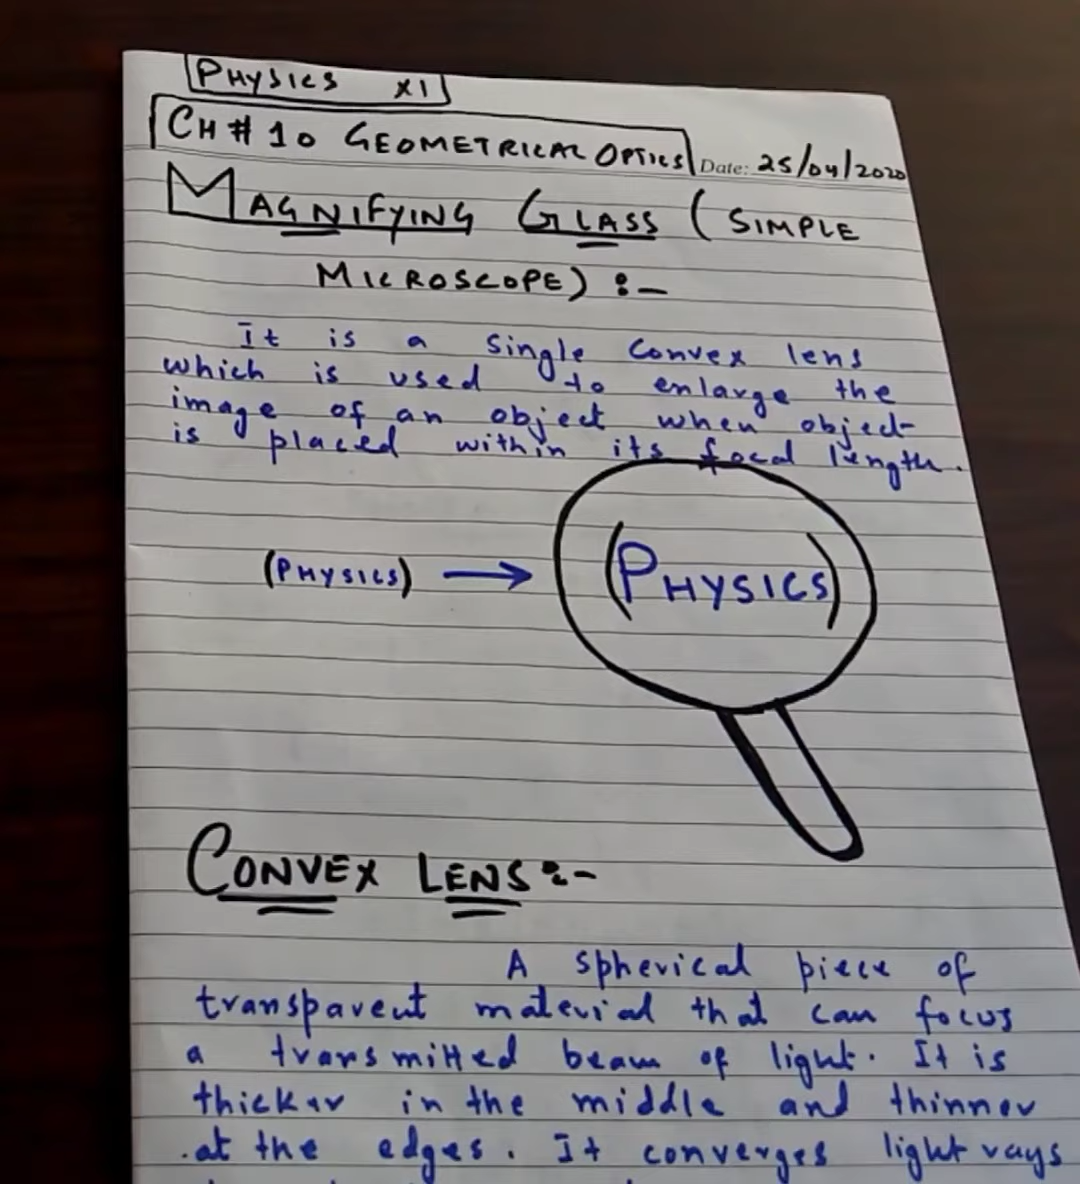 PHYSICS XI
CH # 10 GEOMETRICAL OPTICS Date: 25/04/2020
MAGNIFYING GLASS (SIMPLE
MICROSCOPE) :-
It is a single convex lens
which is used to enlarge the
image of an object when object
is placed within its focal length.
(PHYSICS) → (PHYSICS)
CONVEX LENS :-
A spherical piece of
transparent material that can focus
a transmitted beam of light. It is
thicker in the middle and thinner
at the edges. It converges light rays